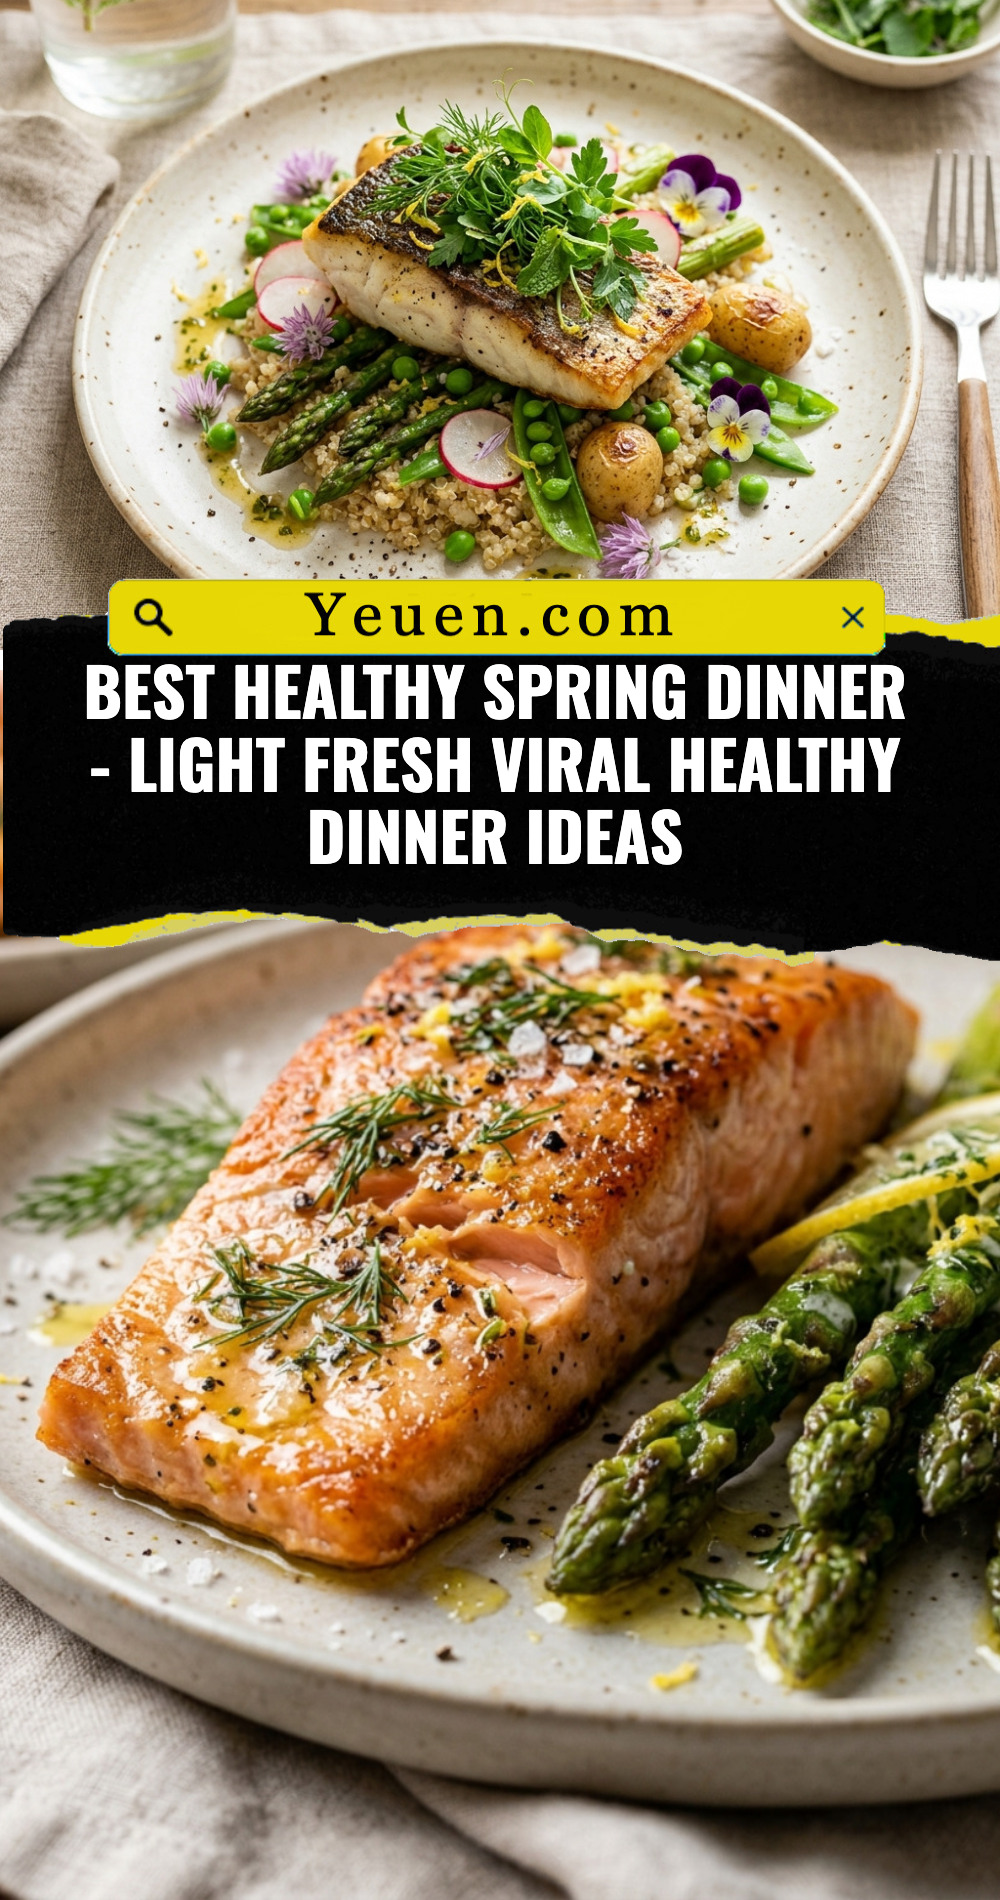 Yeuen.com
BEST HEALTHY SPRING DINNER
- LIGHT FRESH VIRAL HEALTHY
DINNER IDEAS